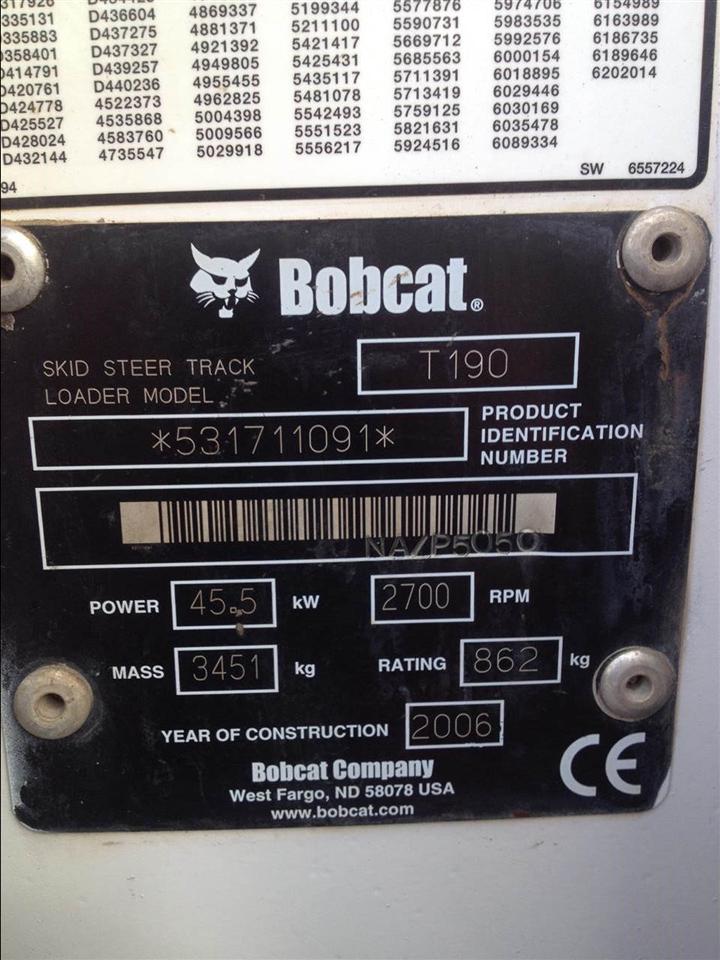 335131 D436604 4869337 5199344 5577876 5974706 6154989
335883 D437275 4881371 5211100 5590731 5983535 6163989
D358401 D437327 4921392 5421417 5669712 5992576 6186735
D414791 D439257 4949805 5425431 5685563 6000154 6189646
D420761 D440236 4955455 5435117 5711391 6018895 6202014
D424778 4522373 4962825 5481078 5713419 6029446
D425527 4535868 5004398 5542493 5759125 6030169
D428024 4583760 5009566 5551523 5821631 6035478
D432144 4735547 5029918 5556217 5924516 6089334
94
SW 6557224
Bobcat®
SKID STEER TRACK
LOADER MODEL
T190
*531711091*
PRODUCT
IDENTIFICATION
NUMBER
NA/P5050
POWER 45.5 kW 2700 RPM
MASS 3451 kg RATING 862 kg
YEAR OF CONSTRUCTION 2006
CE
Bobcat Company
West Fargo, ND 58078 USA
www.bobcat.com